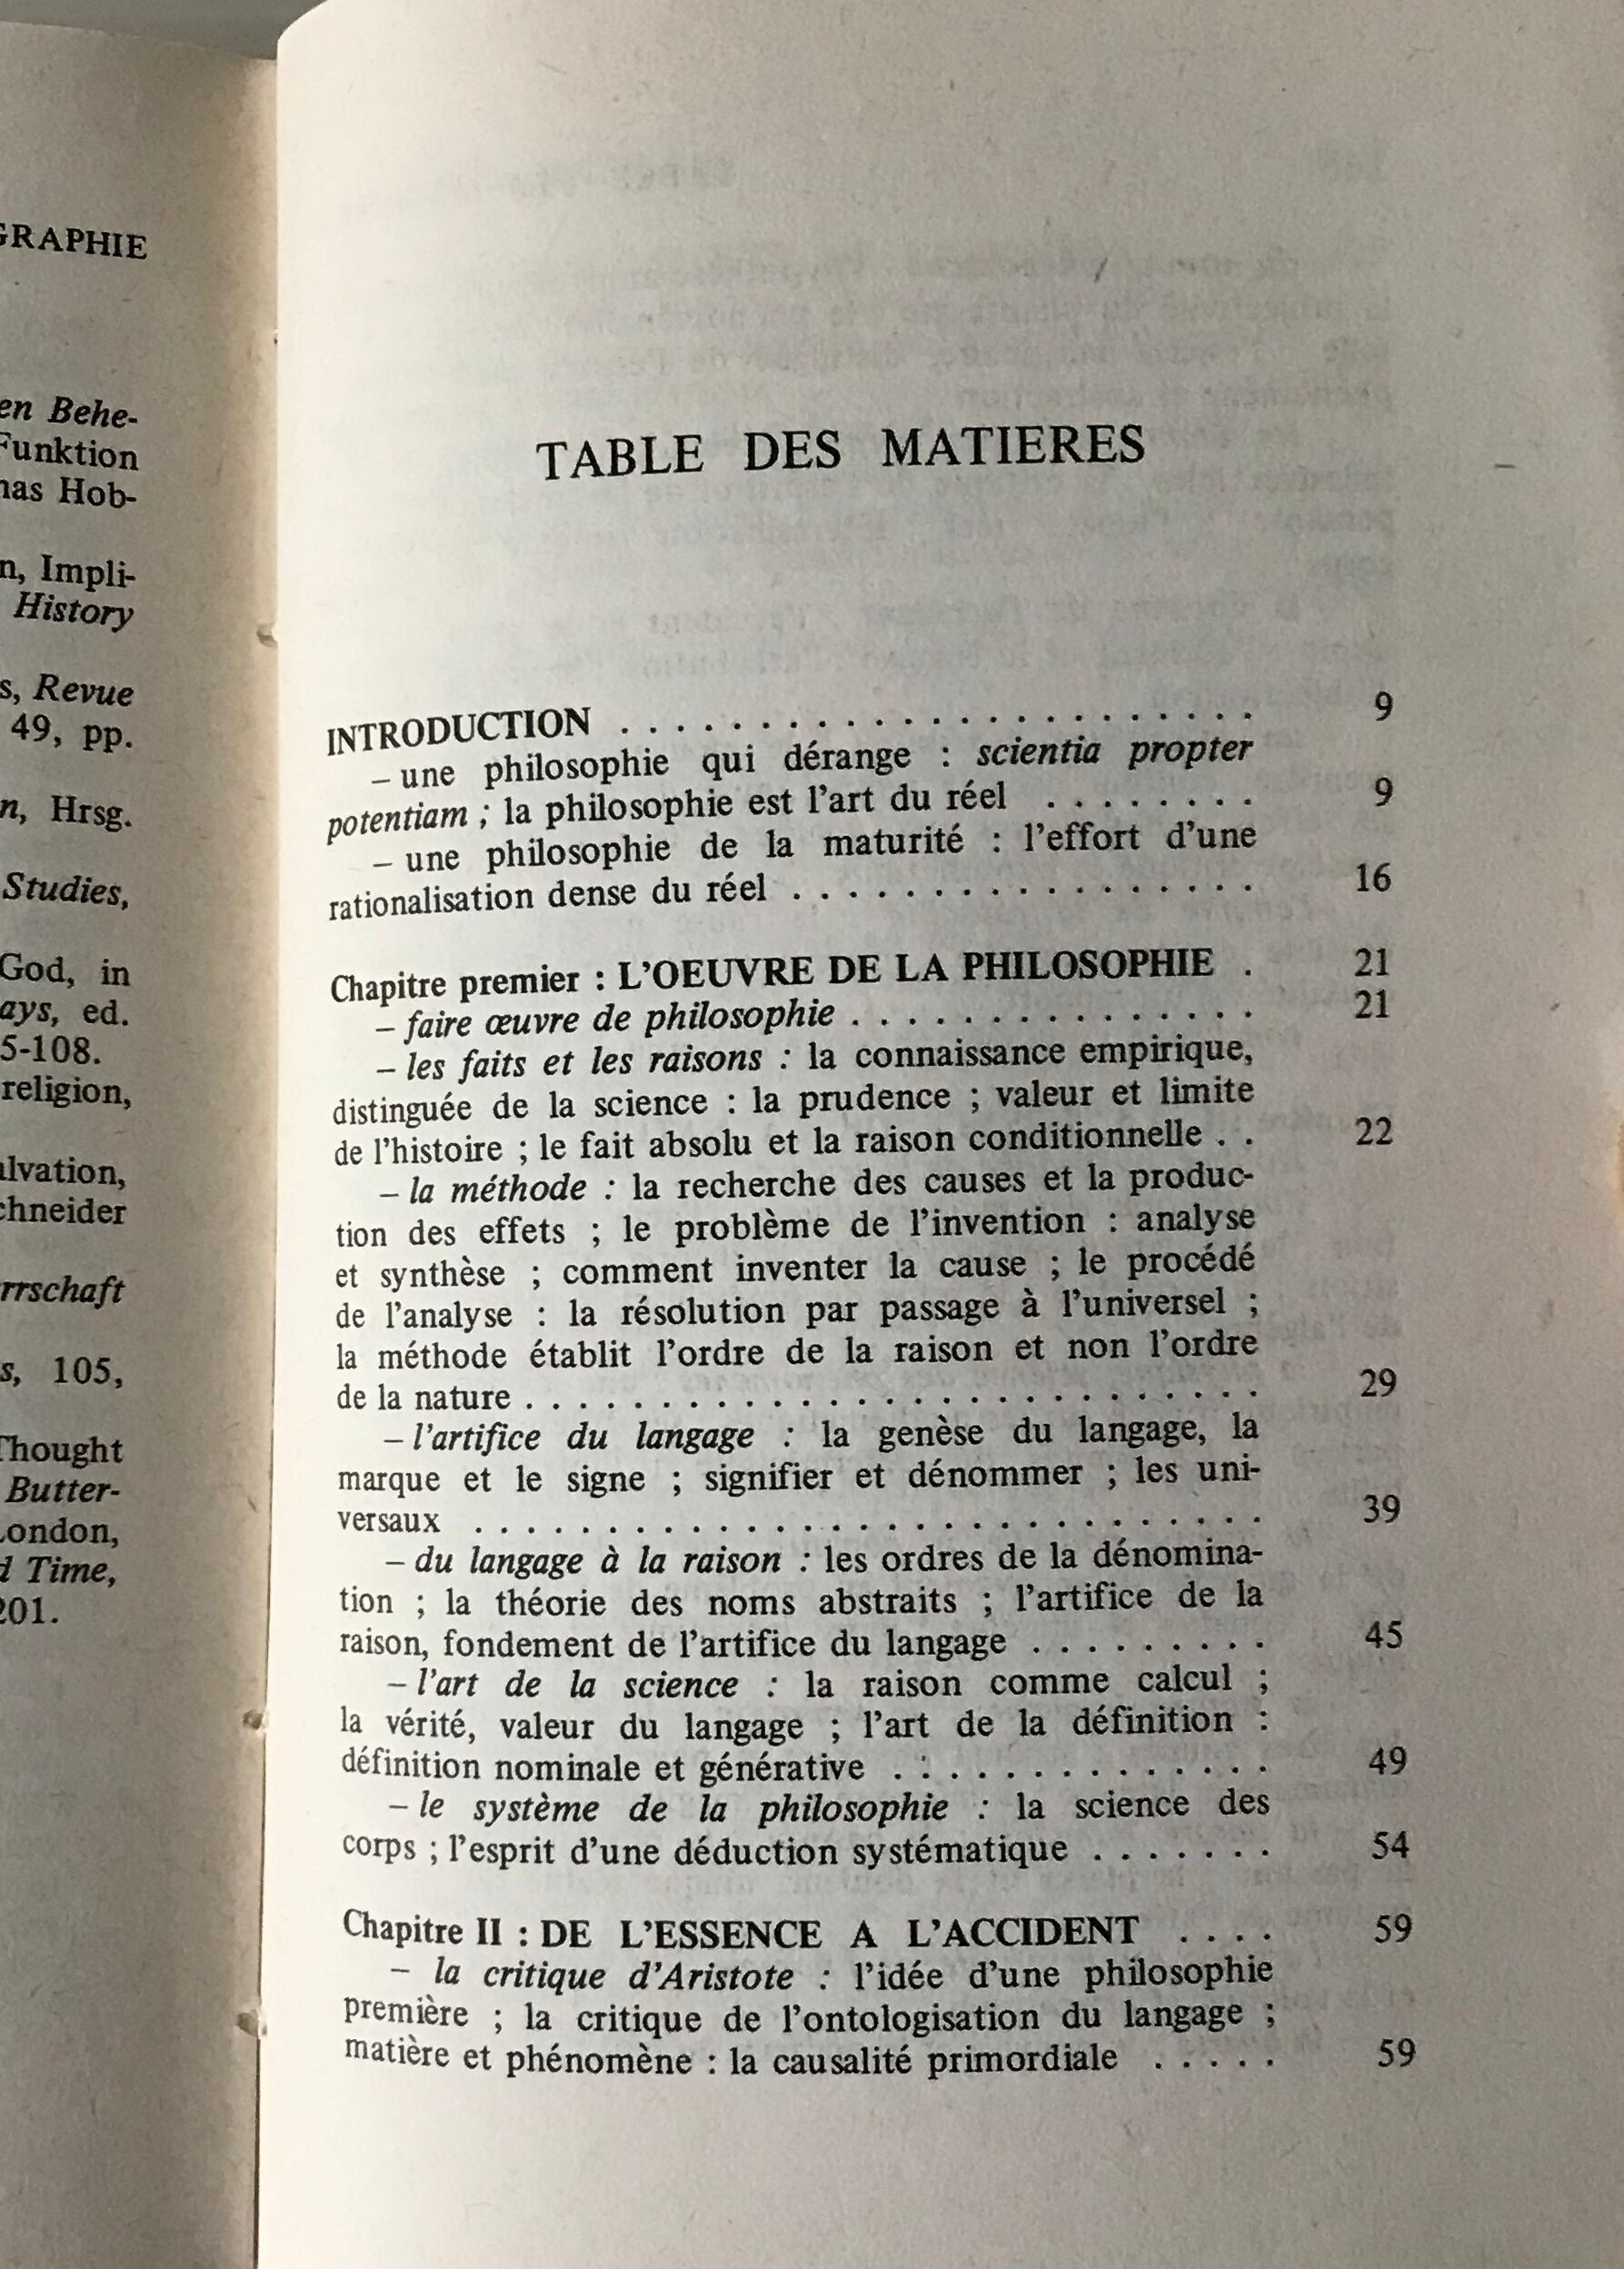 GRAPHIE
en Behe-
Funktion
Hob-
n, Impli-
History
s, Revue
49, pp.
n, Hrsg.
Studies,
God, in
ays, ed.
5-108.
religion,
lvation,
chneider
rrschaft
s, 105,
Thought
Butter-
London,
d Time,
201.
TABLE DES MATIERES
INTRODUCTION . . . . . . . . . . . . . . . . . . . . . . . 9
– une philosophie qui dérange : scientia propter
potentiam ; la philosophie est l'art du réel . . . . . . . . 9
– une philosophie de la maturité : l'effort d'une
rationalisation dense du réel . . . . . . . . . . . . . . . . . 16
Chapitre premier : L'OEUVRE DE LA PHILOSOPHIE . 21
– faire œuvre de philosophie . . . . . . . . . . . . . . . 21
– les faits et les raisons : la connaissance empirique,
distinguée de la science : la prudence ; valeur et limite
de l'histoire ; le fait absolu et la raison conditionnelle . . 22
– la méthode : la recherche des causes et la produc-
tion des effets ; le problème de l'invention : analyse
et synthèse ; comment inventer la cause ; le procédé
de l'analyse : la résolution par passage à l'universel ;
la méthode établit l'ordre de la raison et non l'ordre
de la nature . . . . . . . . . . . . . . . . . . . . . . . . . . . 29
– l'artifice du langage : la genèse du langage, la
marque et le signe ; signifier et dénommer ; les uni-
versaux . . . . . . . . . . . . . . . . . . . . . . . . . . . . . 39
– du langage à la raison : les ordres de la dénomina-
tion ; la théorie des noms abstraits ; l'artifice de la
raison, fondement de l'artifice du langage . . . . . . . . . 45
– l'art de la science : la raison comme calcul ;
la vérité, valeur du langage ; l'art de la définition :
définition nominale et générative . . . . . . . . . . . . . . 49
– le système de la philosophie : la science des
corps ; l'esprit d'une déduction systématique . . . . . . . 54
Chapitre II : DE L'ESSENCE A L'ACCIDENT . . . . 59
– la critique d'Aristote : l'idée d'une philosophie
première ; la critique de l'ontologisation du langage ;
matière et phénomène : la causalité primordiale . . . . . 59